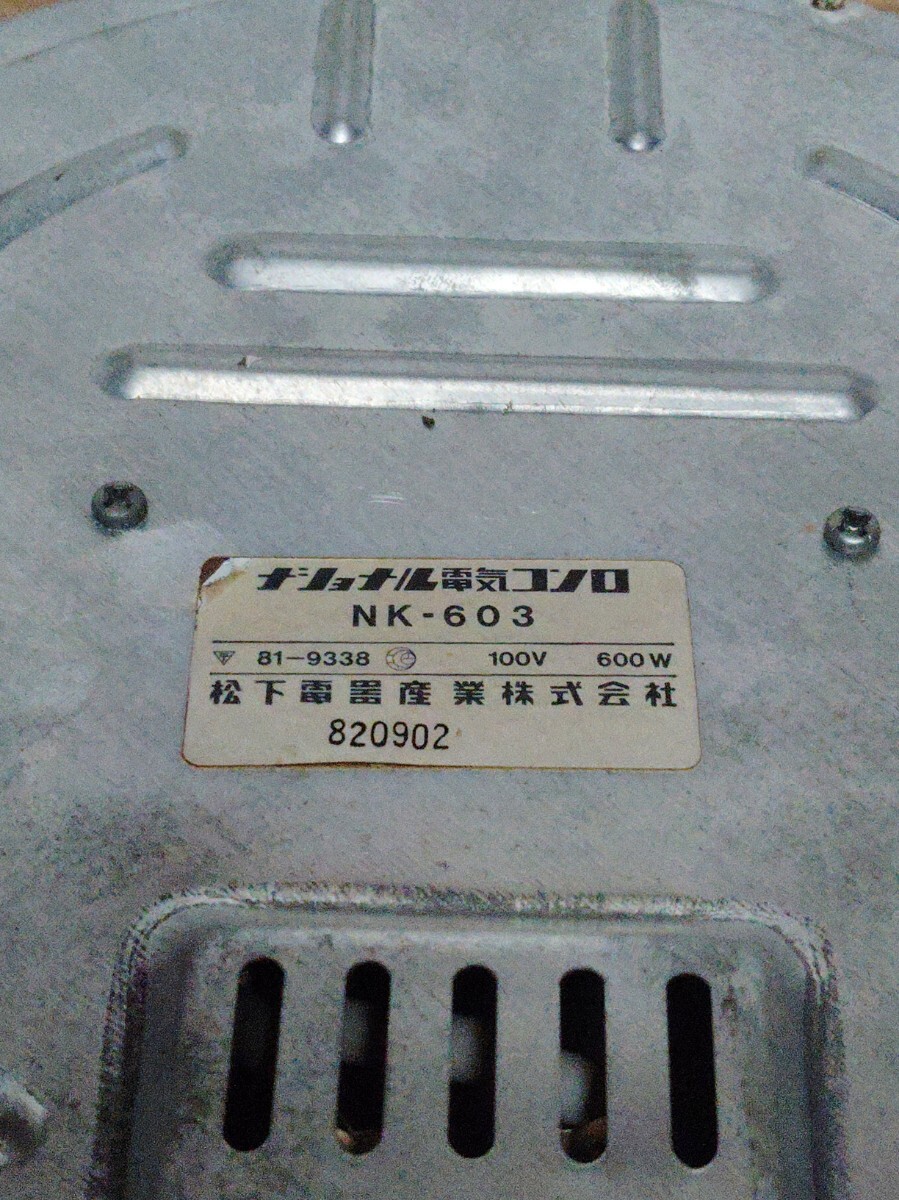 ナショナル電気コンロ
NK-603
〒 81-9338 100V 600W
松下電器産業株式会社
820902